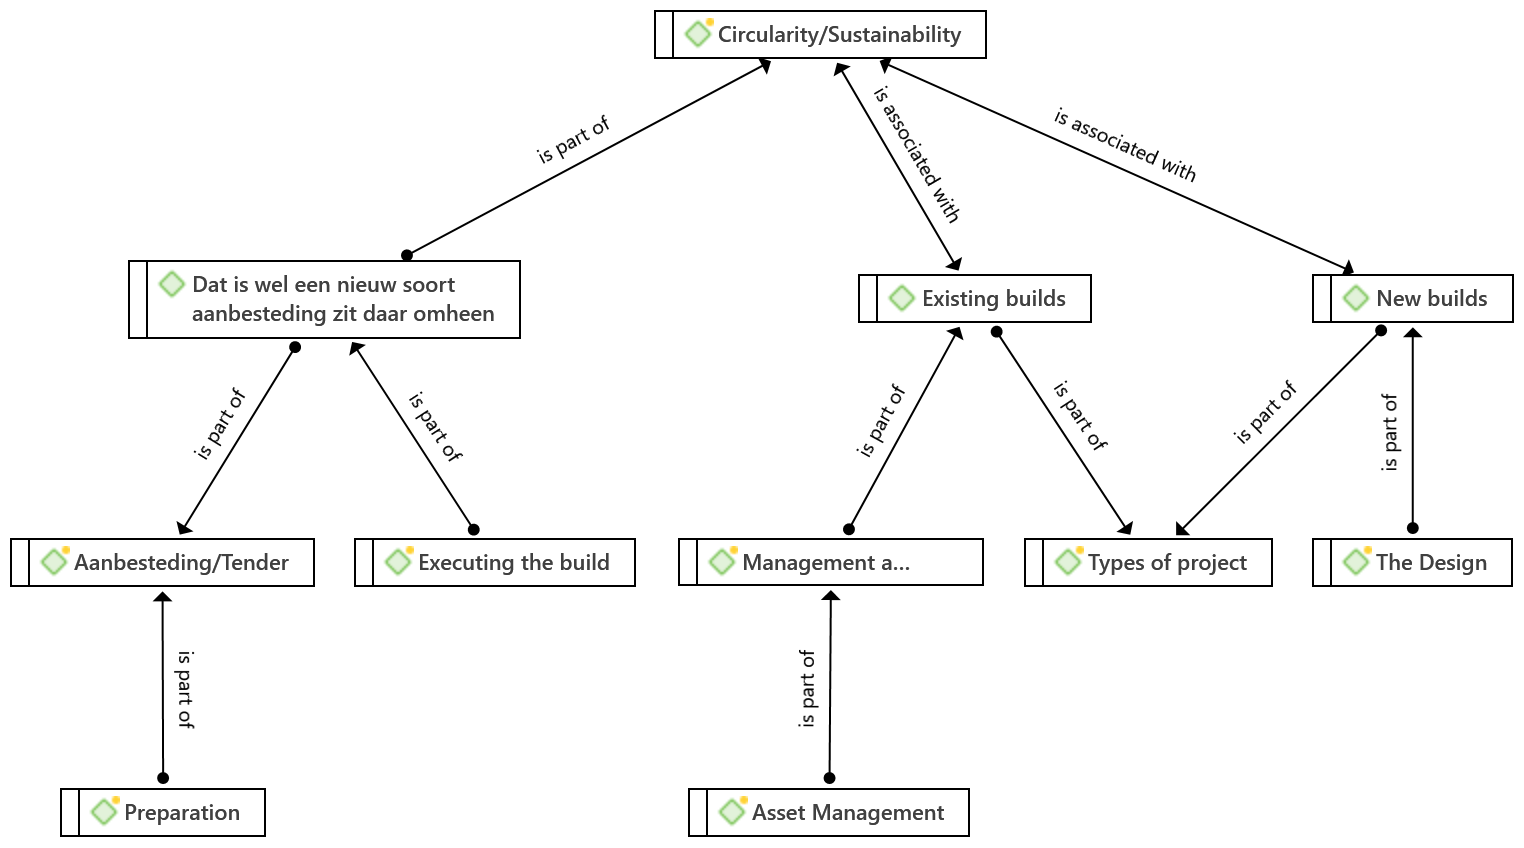 Circularity/Sustainability
is part of
is associated with
is associated with
Dat is wel een nieuw soort
aanbesteding zit daar omheen
Existing builds
New builds
is part of
is part of
is part of
is part of
is part of
is part of
Aanbesteding/Tender
Executing the build
Management a...
Types of project
The Design
is part of
is part of
Preparation
Asset Management